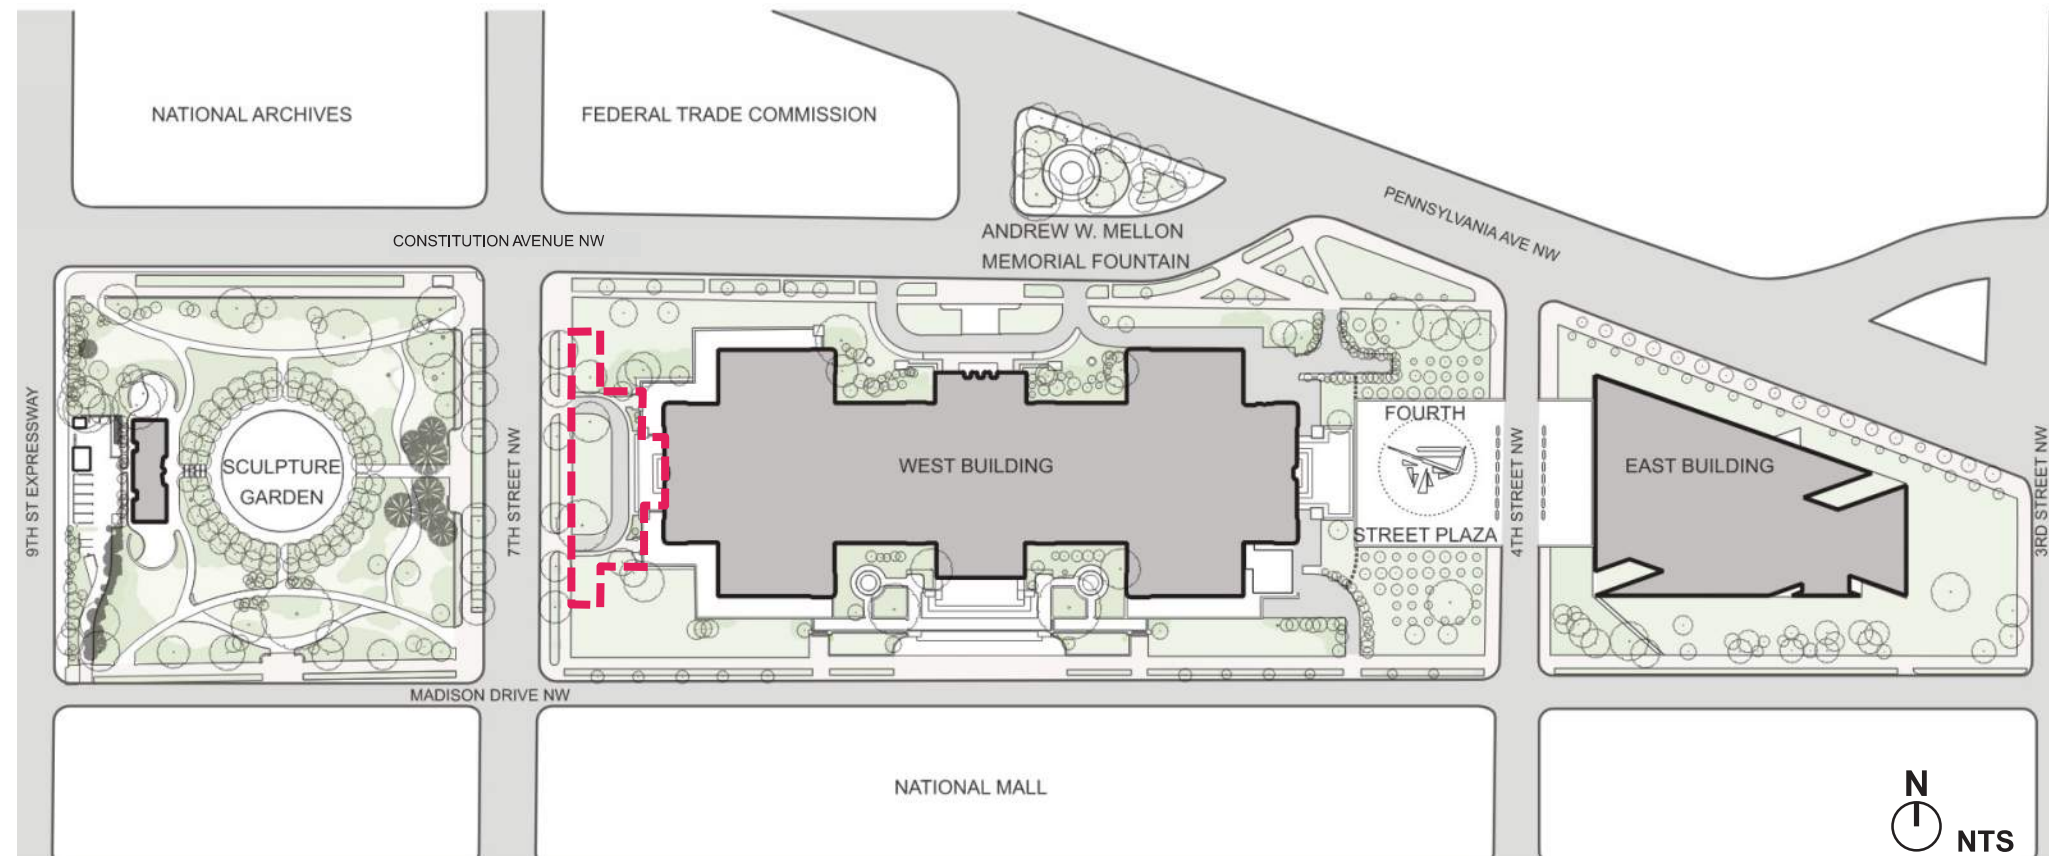 NATIONAL ARCHIVES
FEDERAL TRADE COMMISSION
PENNSYLVANIA AVE NW
ANDREW W. MELLON
MEMORIAL FOUNTAIN
CONSTITUTION AVENUE NW
9TH ST EXPRESSWAY
SCULPTURE
GARDEN
7TH STREET NW
WEST BUILDING
FOURTH
STREET PLAZA
4TH STREET NW
EAST BUILDING
3RD STREET NW
MADISON DRIVE NW
NATIONAL MALL
N
NTS